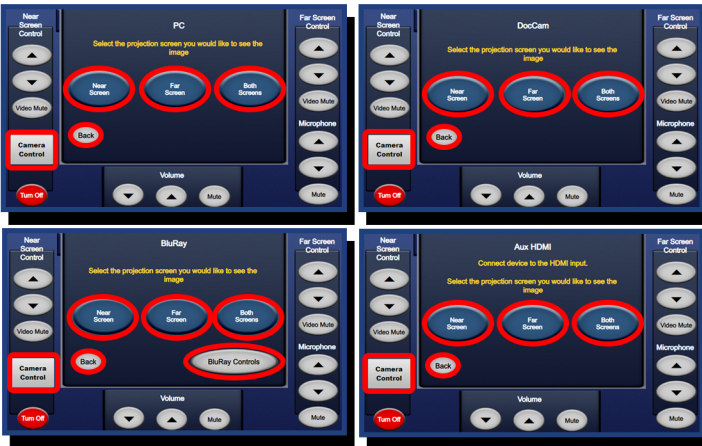 Near
Screen
Control
Video Mute
Camera
Control
Turn Off
PC
Select the projection screen you would like to see the
image
Near
Screen
Far
Screen
Both
Screens
Back
Volume
Mute
Far Screen
Control
Video Mute
Microphone
Mute
Near
Screen
Control
Video Mute
Camera
Control
Turn Off
DocCam
Select the projection screen you would like to see the
image
Near
Screen
Far
Screen
Both
Screens
Back
Volume
Mute
Far Screen
Control
Video Mute
Microphone
Mute
Near
Screen
Control
Video Mute
Camera
Control
Turn Off
BluRay
Select the projection screen you would like to see the
image
Near
Screen
Far
Screen
Both
Screens
Back
BluRay Controls
Volume
Mute
Far Screen
Control
Video Mute
Microphone
Mute
Near
Screen
Control
Video Mute
Camera
Control
Turn Off
Aux HDMI
Connect device to the HDMI input.
Select the projection screen you would like to see the
image
Near
Screen
Far
Screen
Both
Screens
Back
Volume
Mute
Far Screen
Control
Video Mute
Microphone
Mute